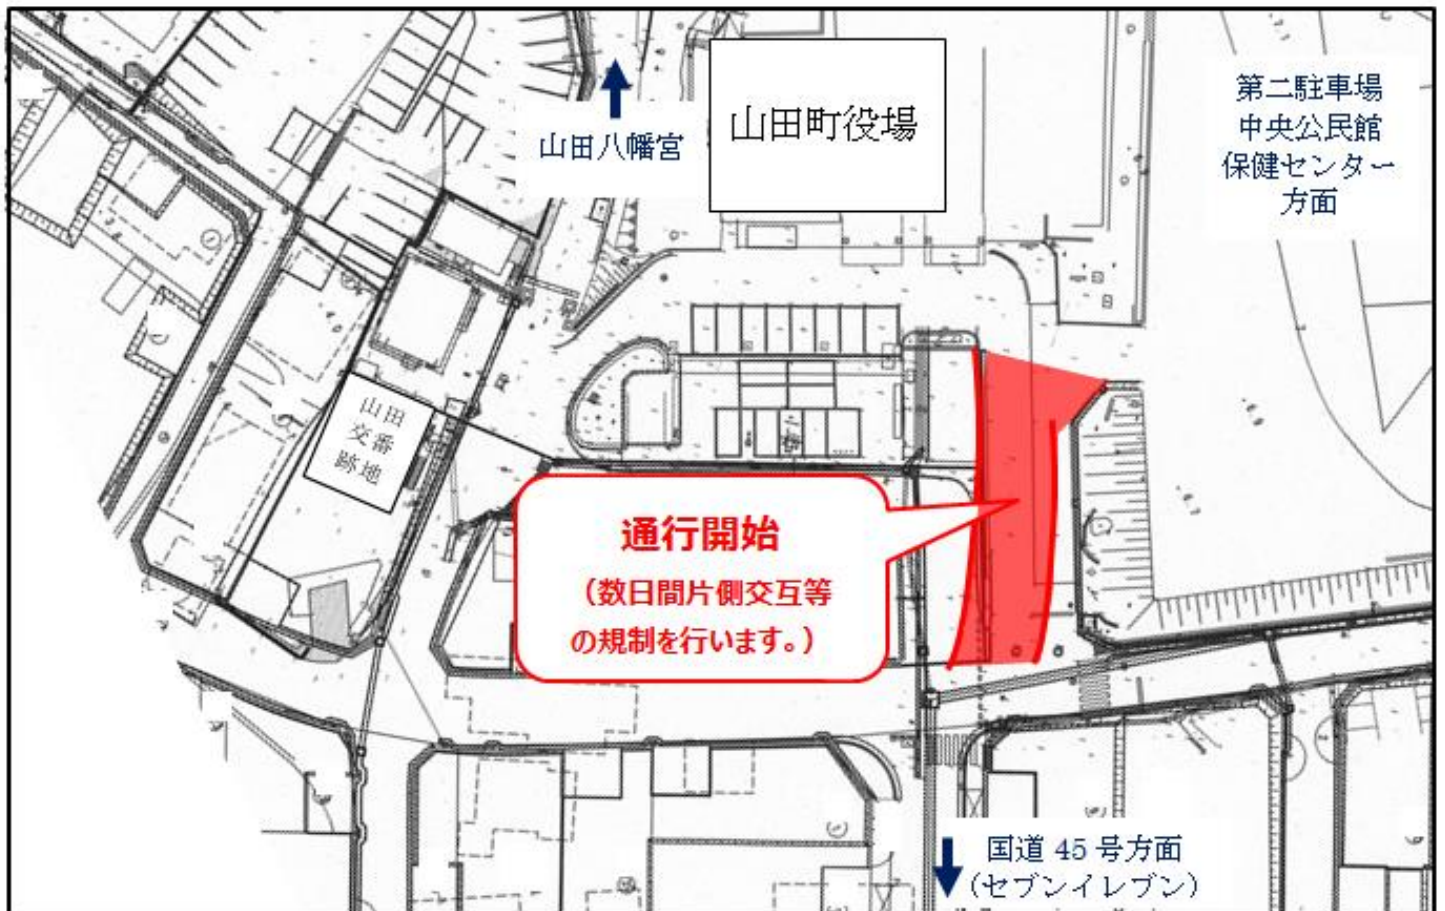 山田八幡宮
山田町役場
第二駐車場
中央公民館
保健センター
方面
山田
交番
跡地
通行開始
（数日間片側交互等
の規制を行います。）
国道 45 号方面
（セブンイレブン）